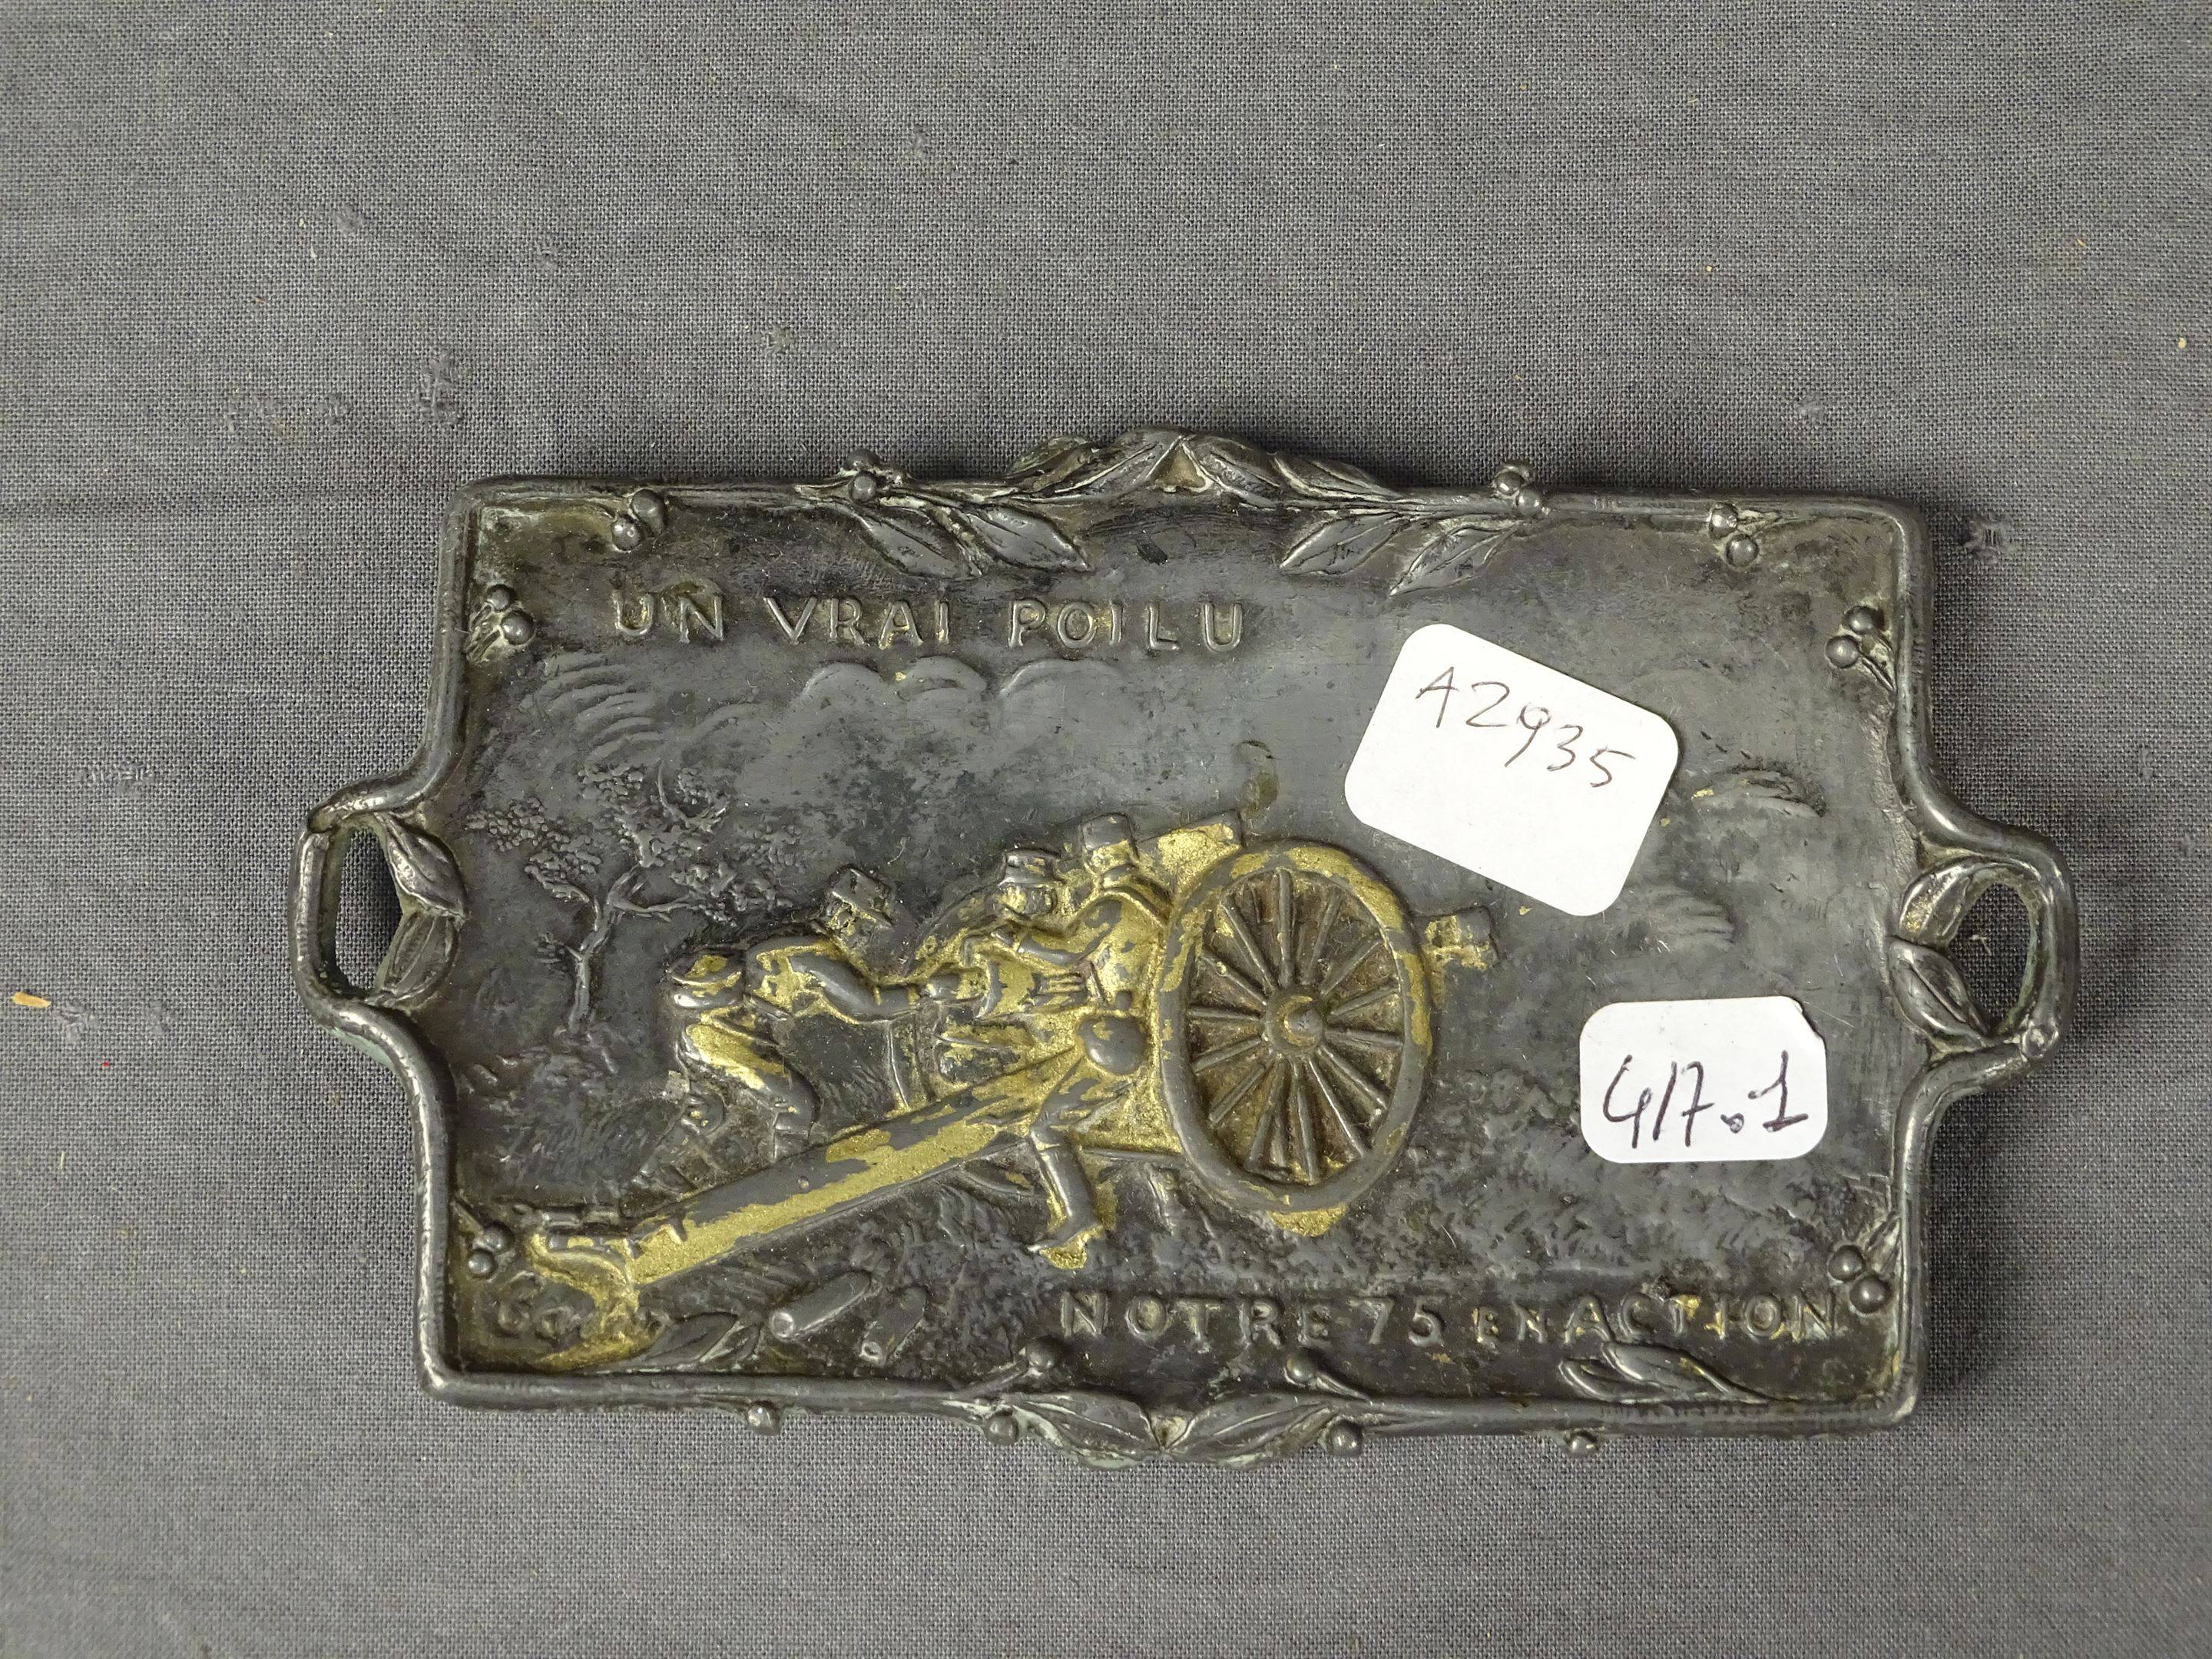 UN VRAI POILU
A2935
417.1
NOTRE 75 EN ACTION